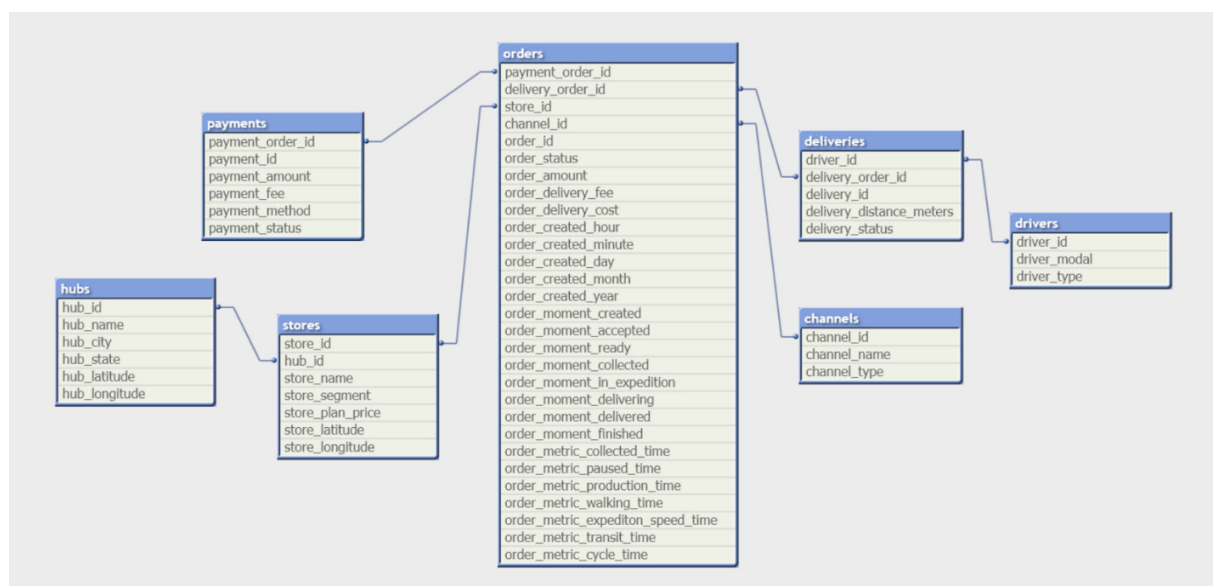 orders
payment_order_id
delivery_order_id
store_id
channel_id
order_id
order_status
order_amount
order_delivery_fee
order_delivery_cost
order_created_hour
order_created_minute
order_created_day
order_created_month
order_created_year
order_moment_created
order_moment_accepted
order_moment_ready
order_moment_collected
order_moment_in_expedition
order_moment_delivering
order_moment_delivered
order_moment_finished
order_metric_collected_time
order_metric_paused_time
order_metric_production_time
order_metric_walking_time
order_metric_expediton_speed_time
order_metric_transit_time
order_metric_cycle_time
payments
payment_order_id
payment_id
payment_amount
payment_fee
payment_method
payment_status
deliveries
driver_id
delivery_order_id
delivery_id
delivery_distance_meters
delivery_status
drivers
driver_id
driver_modal
driver_type
hubs
hub_id
hub_name
hub_city
hub_state
hub_latitude
hub_longitude
stores
store_id
hub_id
store_name
store_segment
store_plan_price
store_latitude
store_longitude
channels
channel_id
channel_name
channel_type